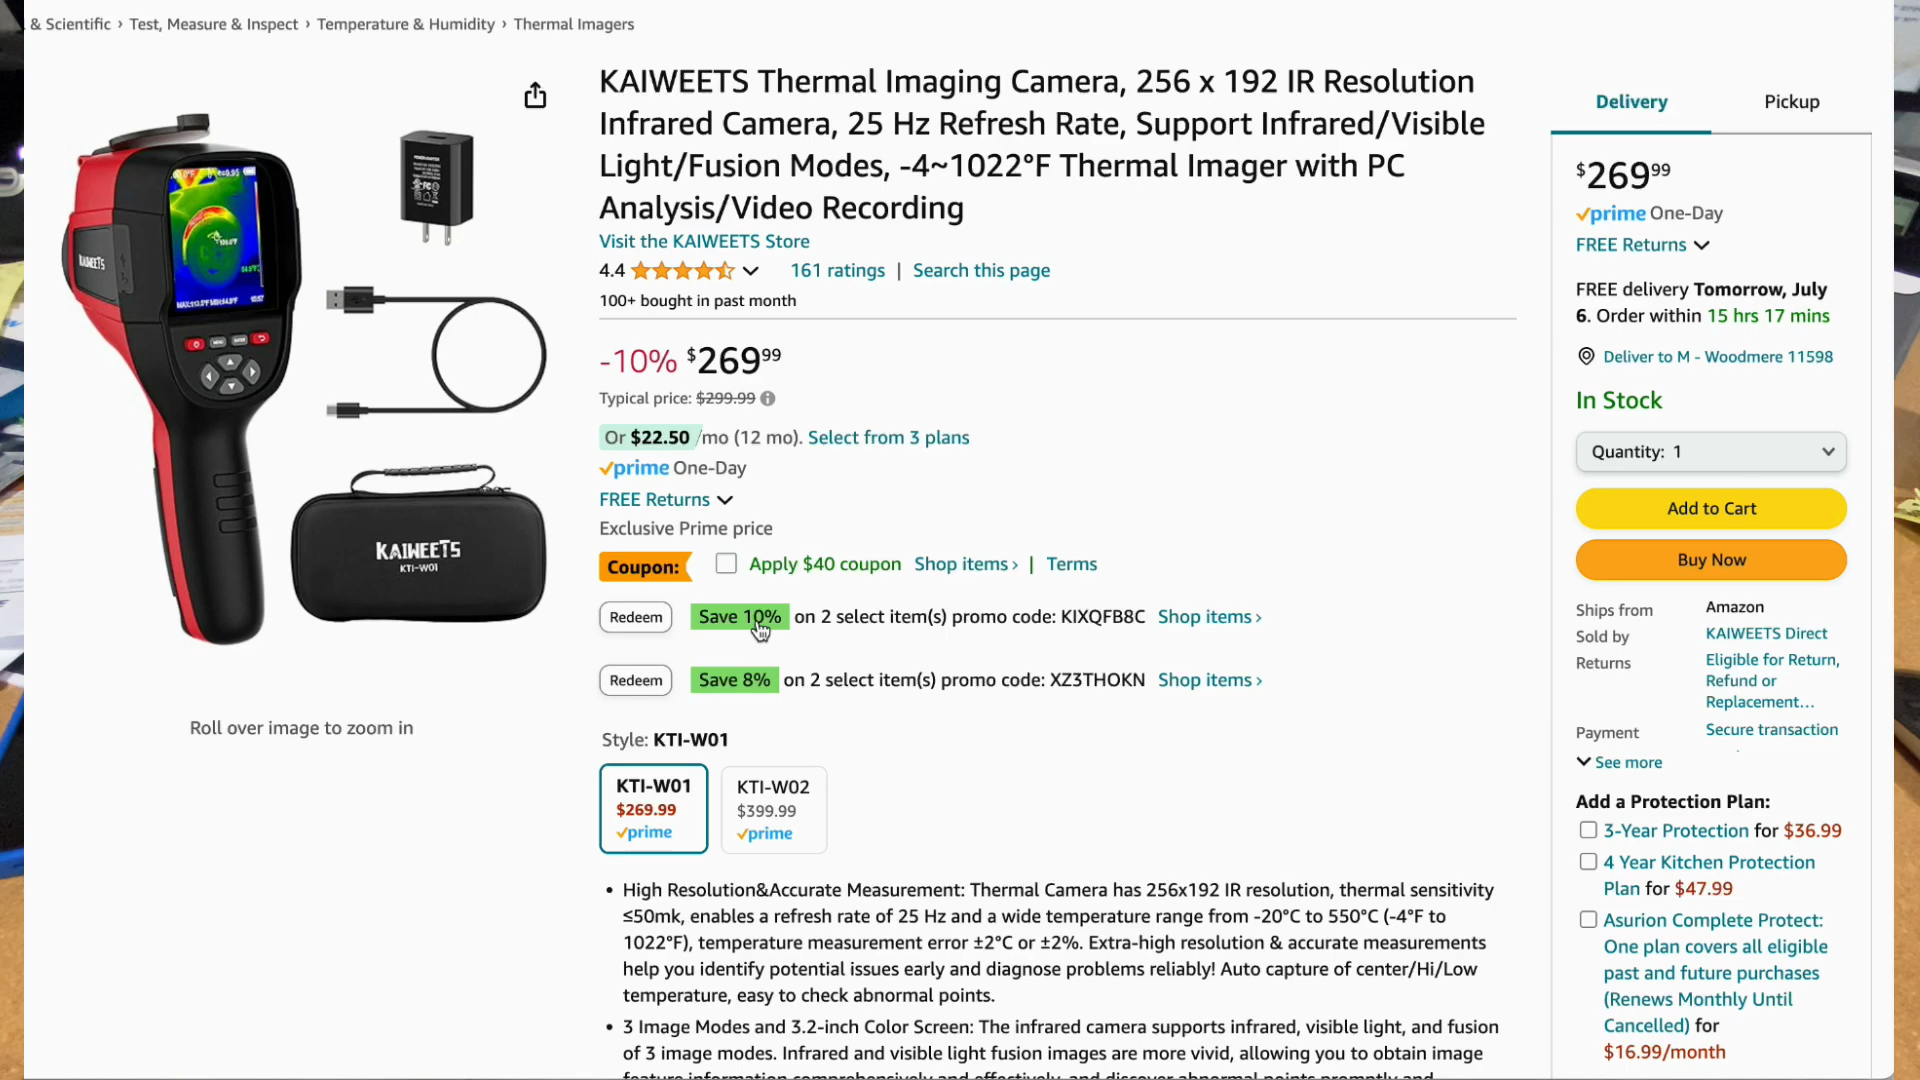 & Scientific › Test, Measure & Inspect › Temperature & Humidity › Thermal Imagers
KAIWEETS
KAIWEETS
KTI-W01
Roll over image to zoom in
KAIWEETS Thermal Imaging Camera, 256 x 192 IR Resolution
Infrared Camera, 25 Hz Refresh Rate, Support Infrared/Visible
Light/Fusion Modes, -4~1022°F Thermal Imager with PC
Analysis/Video Recording
Visit the KAIWEETS Store
4.4 161 ratings | Search this page
100+ bought in past month
-10% $269 99
Typical price: $299.99
Or $22.50 /mo (12 mo). Select from 3 plans
prime One-Day
FREE Returns
Exclusive Prime price
Coupon: Apply $40 coupon Shop items › | Terms
Redeem Save 10% on 2 select item(s) promo code: KIXQFB8C Shop items ›
Redeem Save 8% on 2 select item(s) promo code: XZ3THOKN Shop items ›
Style: KTI-W01
KTI-W01
$269.99
prime
KTI-W02
$399.99
prime
• High Resolution&Accurate Measurement: Thermal Camera has 256x192 IR resolution, thermal sensitivity
≤50mk, enables a refresh rate of 25 Hz and a wide temperature range from -20°C to 550°C (-4°F to
1022°F), temperature measurement error ±2°C or ±2%. Extra-high resolution & accurate measurements
help you identify potential issues early and diagnose problems reliably! Auto capture of center/Hi/Low
temperature, easy to check abnormal points.
• 3 Image Modes and 3.2-inch Color Screen: The infrared camera supports infrared, visible light, and fusion
of 3 image modes. Infrared and visible light fusion images are more vivid, allowing you to obtain image
feature information comprehensively and effectively, and discover abnormal points promptly and
Delivery Pickup
$269 99
prime One-Day
FREE Returns
FREE delivery Tomorrow, July
6. Order within 15 hrs 17 mins
Deliver to M - Woodmere 11598
In Stock
Quantity: 1
Add to Cart
Buy Now
Ships from Amazon
Sold by KAIWEETS Direct
Returns Eligible for Return,
Refund or
Replacement…
Payment Secure transaction
See more
Add a Protection Plan:
3-Year Protection for $36.99
4 Year Kitchen Protection
Plan for $47.99
Asurion Complete Protect:
One plan covers all eligible
past and future purchases
(Renews Monthly Until
Cancelled) for
$16.99/month